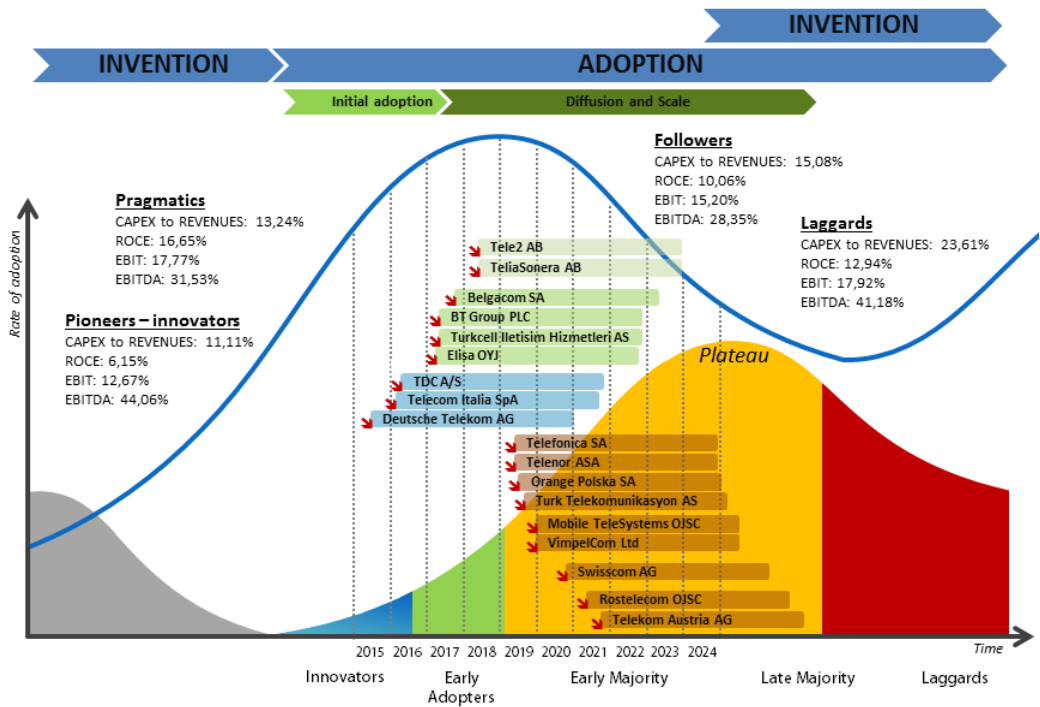 INVENTION
INVENTION
ADOPTION
Initial adoption
Diffusion and Scale
Followers
CAPEX to REVENUES: 15,08%
ROCE: 10,06%
EBIT: 15,20%
EBITDA: 28,35%
Pragmatics
CAPEX to REVENUES: 13,24%
ROCE: 16,65%
EBIT: 17,77%
EBITDA: 31,53%
Laggards
CAPEX to REVENUES: 23,61%
ROCE: 12,94%
EBIT: 17,92%
EBITDA: 41,18%
Pioneers – innovators
CAPEX to REVENUES: 11,11%
ROCE: 6,15%
EBIT: 12,67%
EBITDA: 44,06%
Rate of adoption
Tele2 AB
TeliaSonera AB
Belgacom SA
BT Group PLC
Turkcell Iletisim Hizmetleri AS
Elisa OYJ
Plateau
TDC A/S
Telecom Italia SpA
Deutsche Telekom AG
Telefonica SA
Telenor ASA
Orange Polska SA
Turk Telekomunikasyon AS
Mobile TeleSystems OJSC
VimpelCom Ltd
Swisscom AG
Rostelecom OJSC
Telekom Austria AG
Time
2015 2016 2017 2018 2019 2020 2021 2022 2023 2024
Innovators
Early
Adopters
Early Majority
Late Majority
Laggards